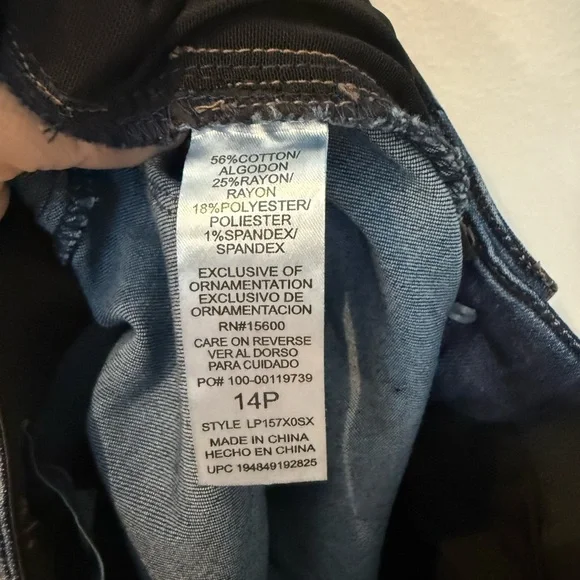 56%COTTON/
ALGODON
25%RAYON/
RAYON
18%POLYESTER/
POLIESTER
1%SPANDEX/
SPANDEX
EXCLUSIVE OF
ORNAMENTATION
EXCLUSIVO DE
ORNAMENTACION
RN#15600
CARE ON REVERSE
VER AL DORSO
PARA CUIDADO
PO# 100-00119739
14P
STYLE LP157X0SX
MADE IN CHINA
HECHO EN CHINA
UPC 194849192825